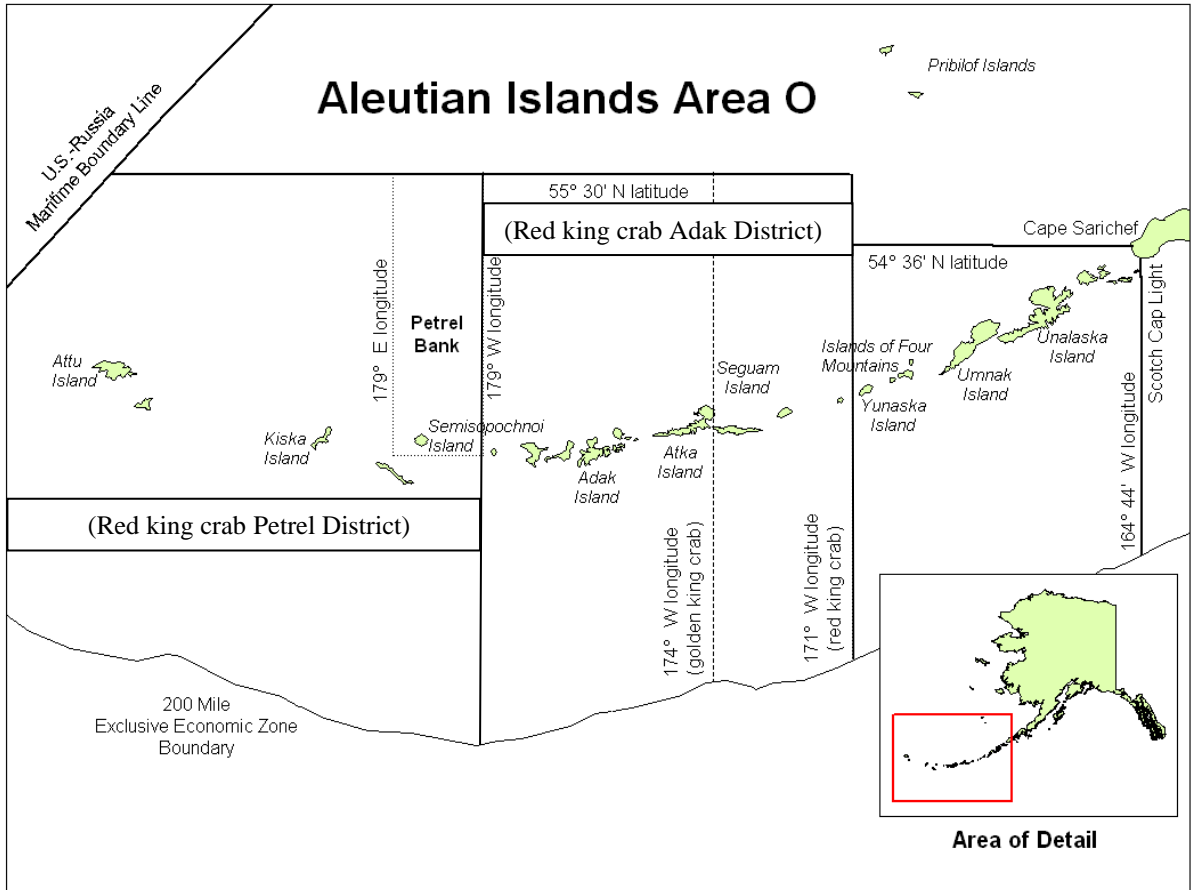 Pribilof Islands
Aleutian Islands Area O
U.S.-Russia
Maritime Boundary Line
55° 30' N latitude
(Red king crab Adak District)
Cape Sarichef
54° 36' N latitude
Scotch Cap Light
179° E longitude
Petrel
Bank
179° W longitude
Attu
Island
Seguam
Island
Islands of Four
Mountains
Unalaska
Island
Umnak
Island
Yunaska
Island
Kiska
Island
Semisopochnoi
Island
Adak
Island
Atka
Island
164° 44' W longitude
(Red king crab Petrel District)
174° W longitude
(golden king crab)
171° W longitude
(red king crab)
200 Mile
Exclusive Economic Zone
Boundary
Area of Detail